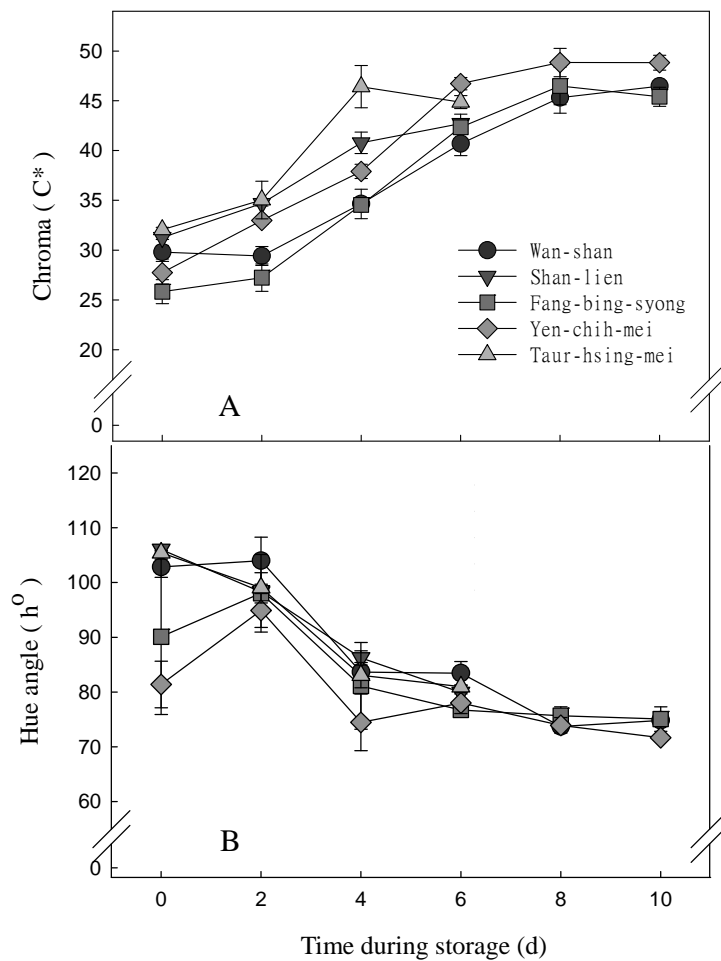 Chroma ( C* )
50
45
40
35
30
25
20
0
Wan-shan
Shan-lien
Fang-bing-syong
Yen-chih-mei
Taur-hsing-mei
A
Hue angle ( hº )
120
110
100
90
80
70
60
0
B
0 2 4 6 8 10
Time during storage (d)